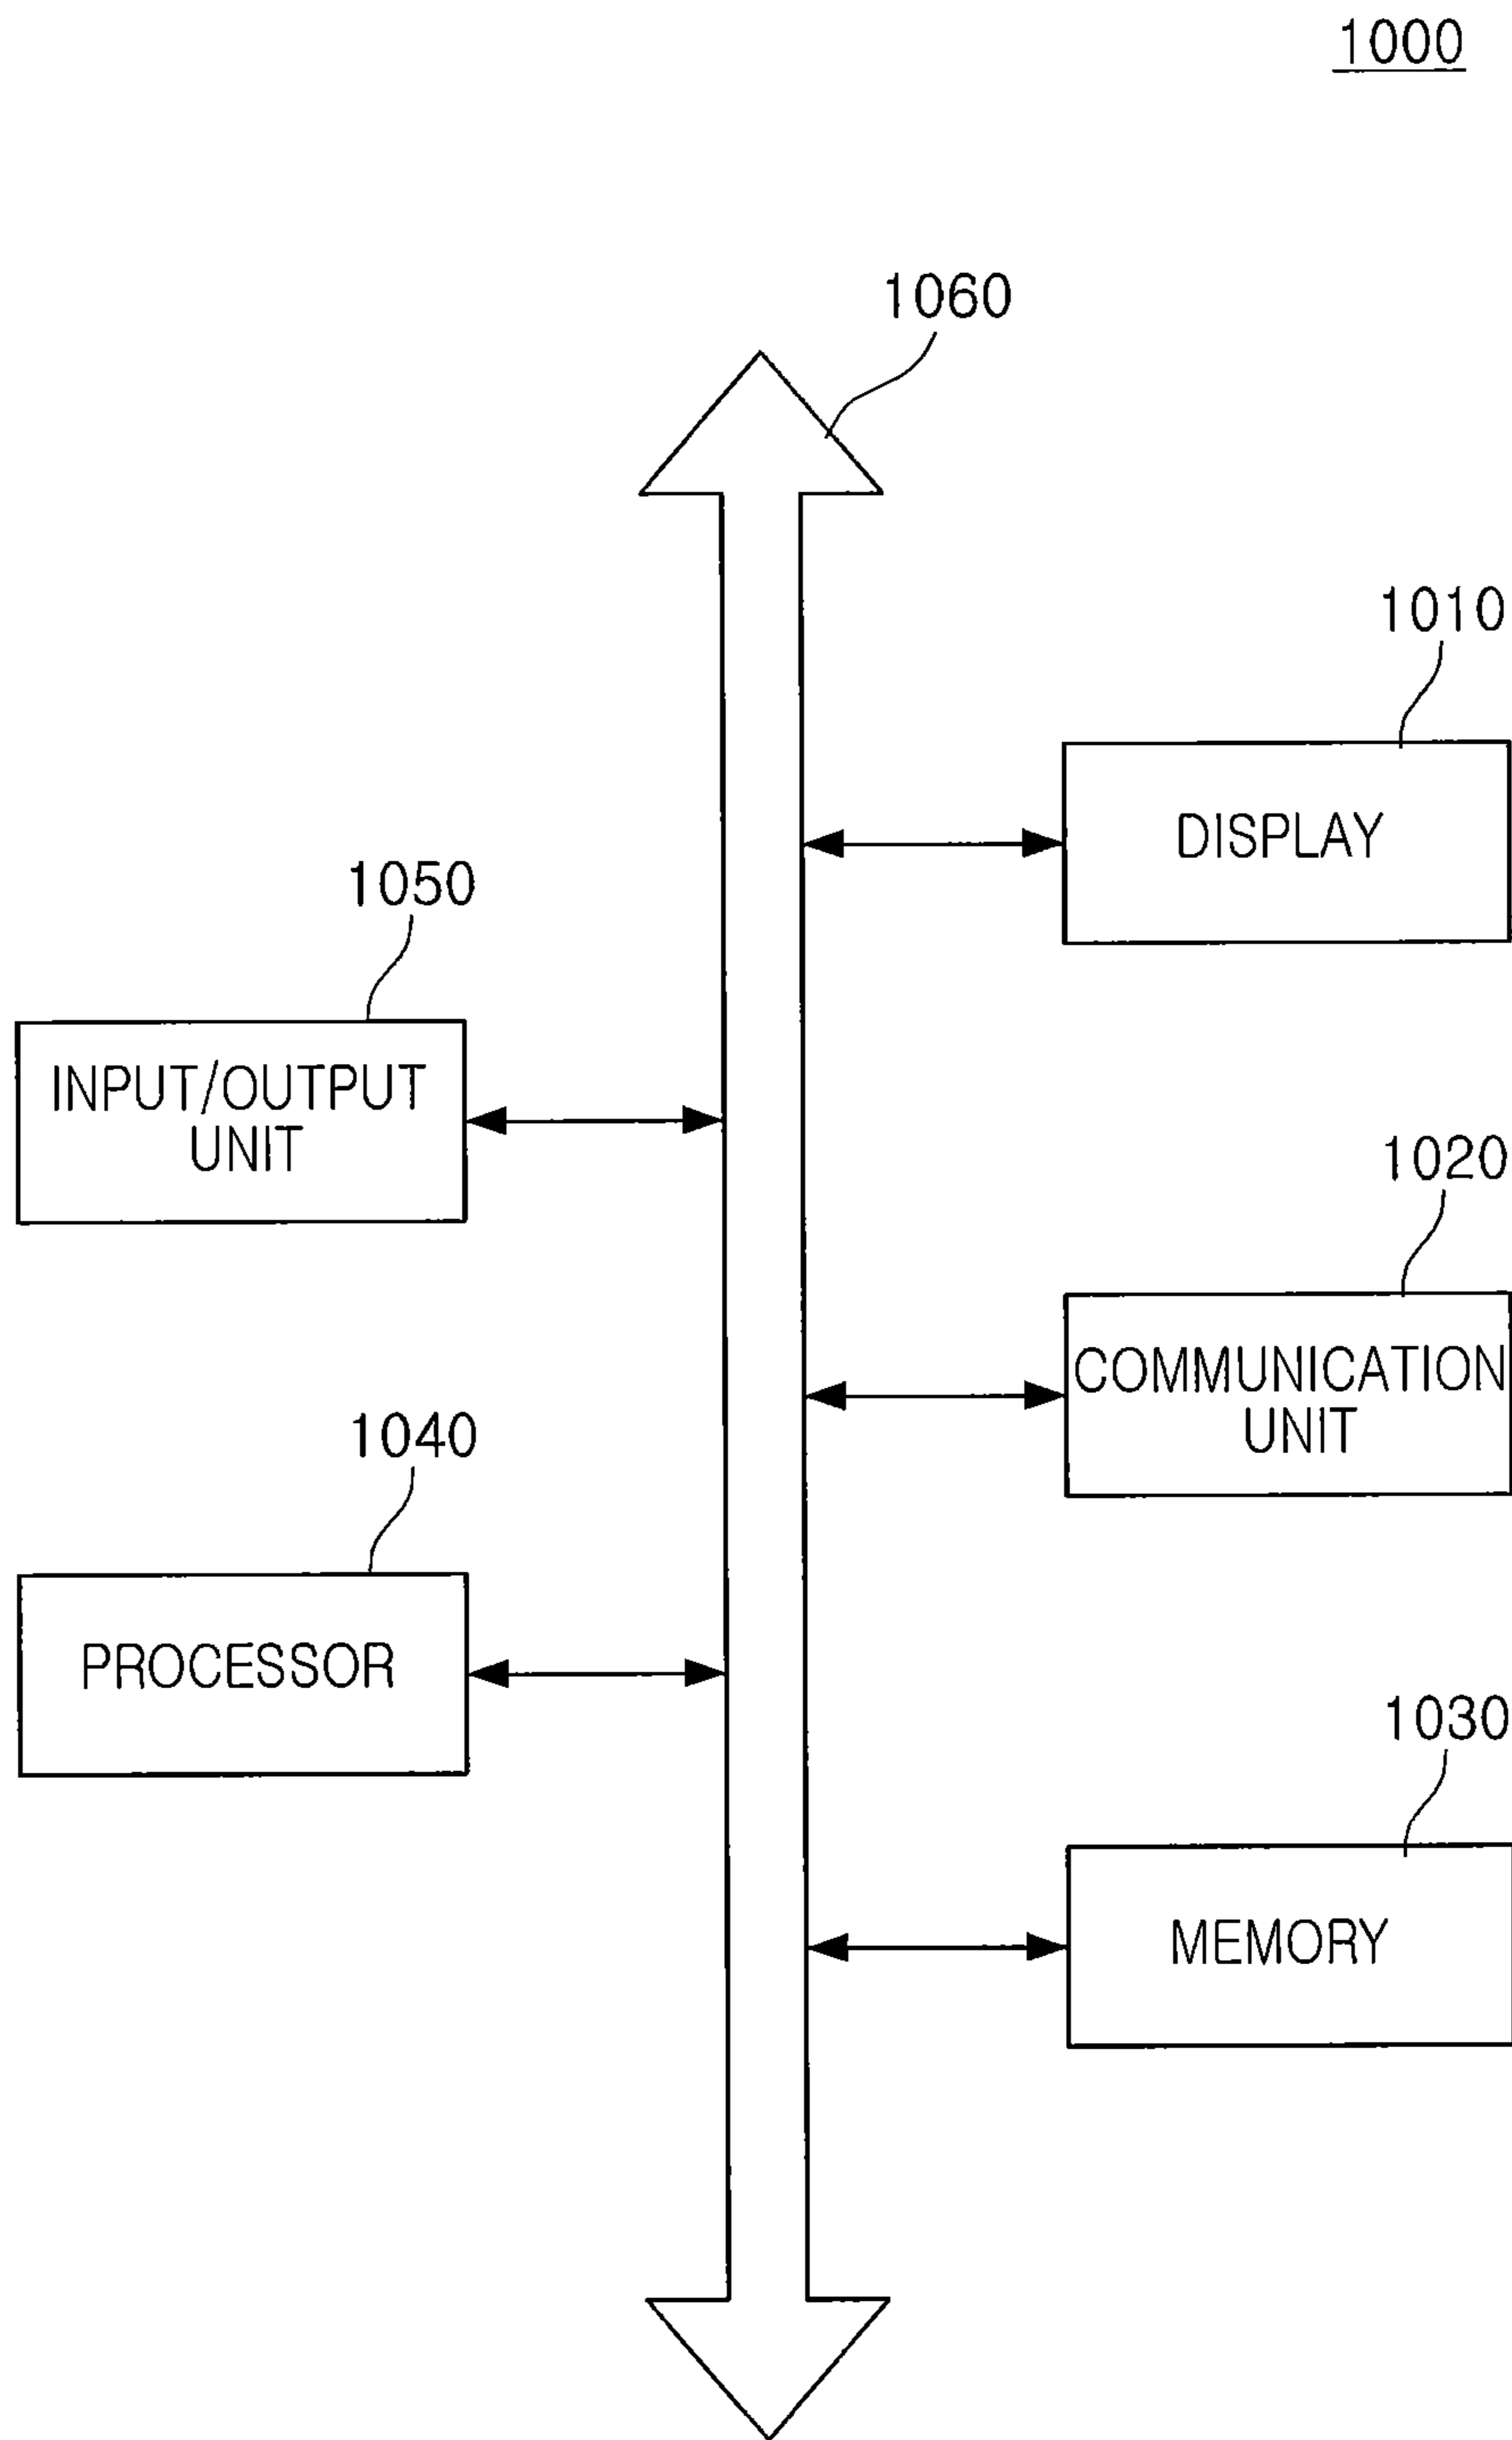 1000
1060
1010
DISPLAY
1050
INPUT/OUTPUT
UNIT
1020
COMMUNICATION
UNIT
1040
PROCESSOR
1030
MEMORY